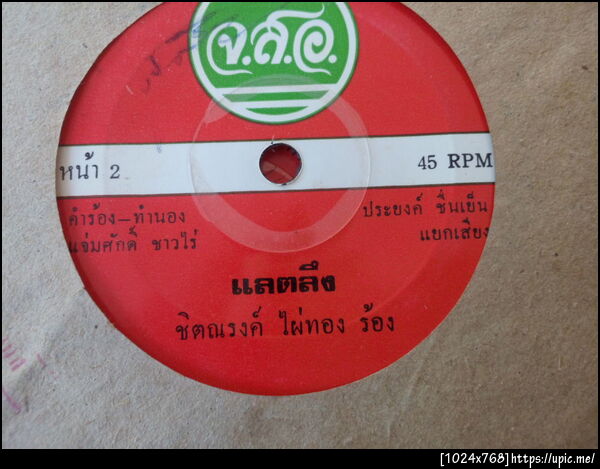 จ.ส.อ.
หน้า 2
45 RPM
คำร้อง–ทำนอง
แจ่มศักดิ์ ชาวไร่
ประยงค์ ชื่นเย็น
แยกเสียง
แลตลึง
ชิตณรงค์ ไผ่ทอง ร้อง
[1024x768]https://upic.me/